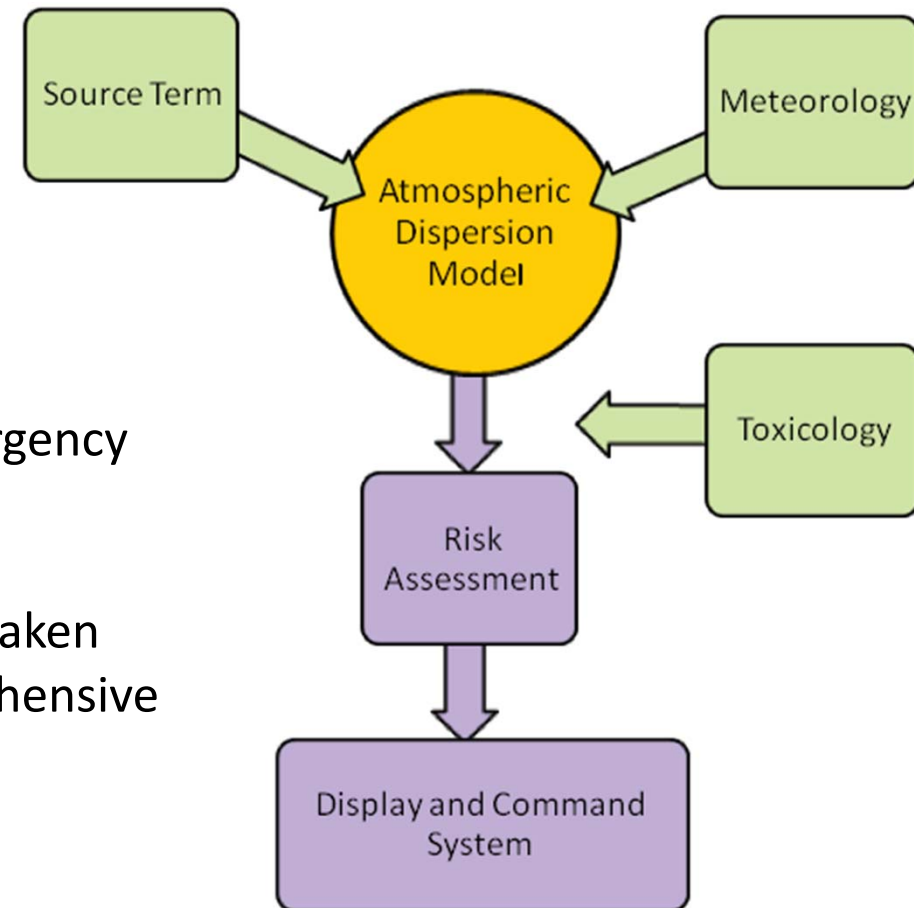 Source Term
Meteorology
Atmospheric
Dispersion
Model
Toxicology
rgency
Risk
Assessment
aken
hensive
Display and Command
System